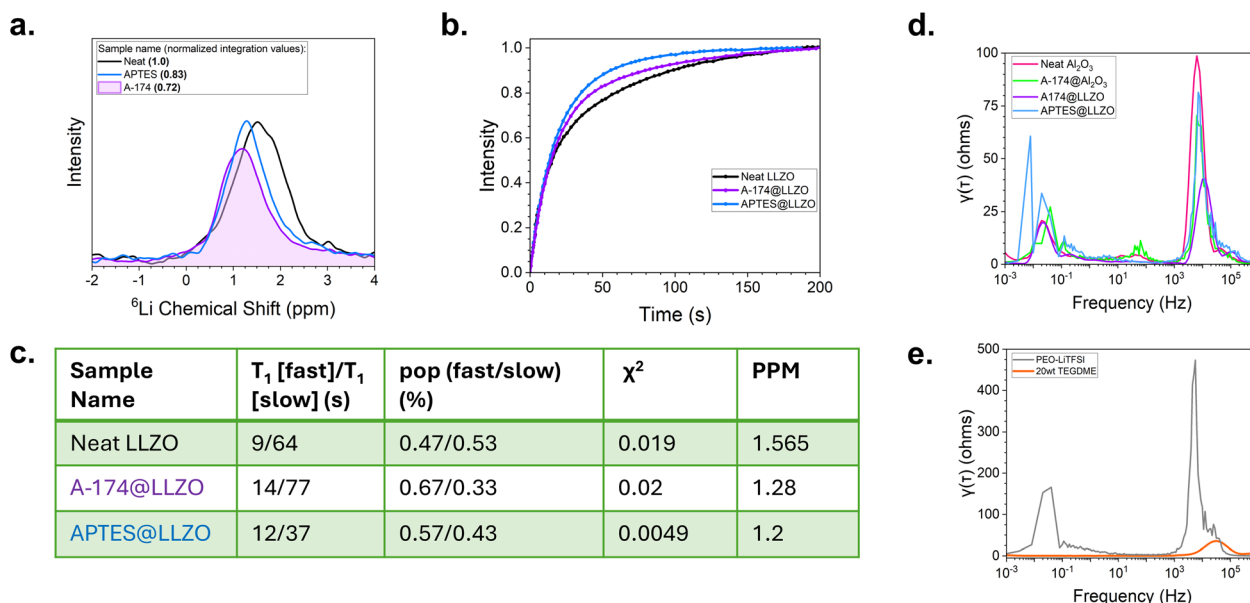 a.
Sample name (normalized integration values):
Neat (1.0)
APTES (0.83)
A-174 (0.72)
Intensity
-2 -1 0 1 2 3 4
⁶Li Chemical Shift (ppm)
b.
1.0
0.8
0.6
0.4
0.2
0.0
Intensity
Neat LLZO
A-174@LLZO
APTES@LLZO
0 50 100 150 200
Time (s)
c.
Sample Name | T₁ [fast]/T₁ [slow] (s) | pop (fast/slow) (%) | χ² | PPM
Neat LLZO | 9/64 | 0.47/0.53 | 0.019 | 1.565
A-174@LLZO | 14/77 | 0.67/0.33 | 0.02 | 1.28
APTES@LLZO | 12/37 | 0.57/0.43 | 0.0049 | 1.2
d.
100
75
50
25
0
γ(τ) (ohms)
Neat Al₂O₃
A-174@Al₂O₃
A174@LLZO
APTES@LLZO
10⁻³ 10⁻¹ 10¹ 10³ 10⁵
Frequency (Hz)
e.
500
400
300
200
100
0
γ(τ) (ohms)
PEO-LiTFSI
20wt TEGDME
10⁻³ 10⁻¹ 10¹ 10³ 10⁵
Frequency (Hz)